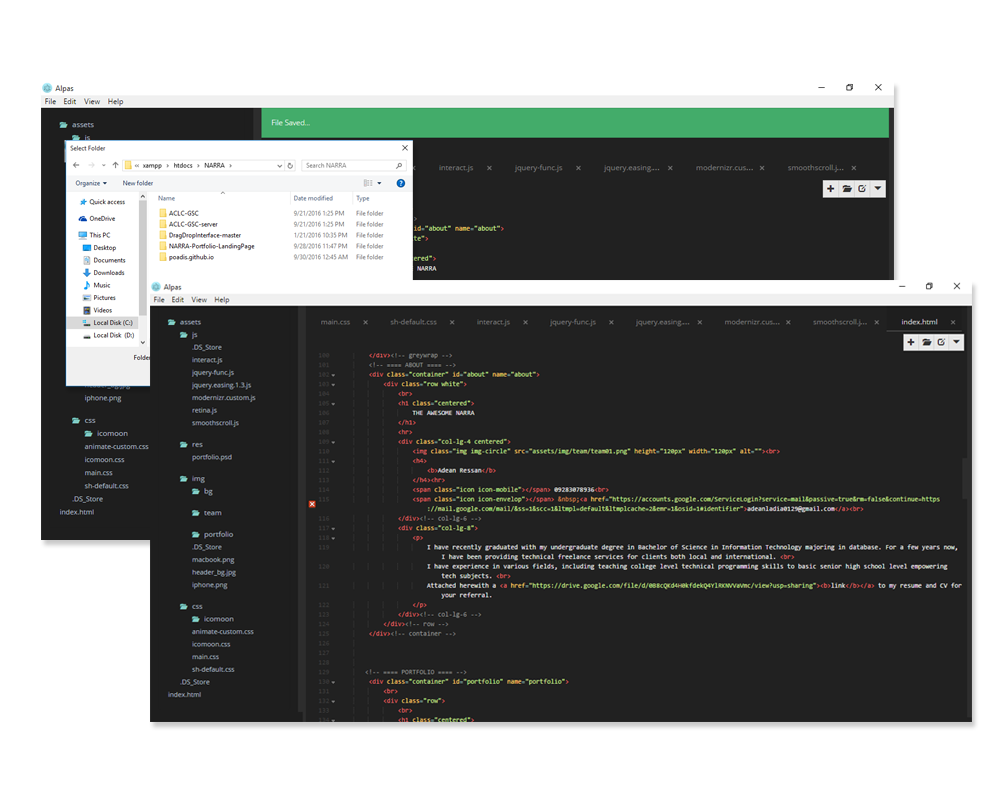 Alpas
File Edit View Help
assets
js
File Saved...
interact.js × jquery-func.js × jquery.easing.... × modernizr.cus... × smoothscroll.j... ×
id="about" name="about">
te">
ered">
NARRA
iphone.png
css
icomoon
animate-custom.css
icomoon.css
main.css
sh-default.css
.DS_Store
index.html
Select Folder
« xampp › htdocs › NARRA ›
Search NARRA
Organize
New folder
Quick access
OneDrive
This PC
Desktop
Documents
Downloads
Music
Pictures
Videos
Local Disk (C:)
Local Disk (D:)
Folder
Name Date modified Type
ACLC-GSC 9/21/2016 1:25 PM File folder
ACLC-GSC-server 9/21/2016 1:25 PM File folder
DragDropInterface-master 1/21/2016 10:35 PM File folder
NARRA-Portfolio-LandingPage 9/28/2016 11:47 PM File folder
poadis.github.io 9/30/2016 12:45 AM File folder
Alpas
File Edit View Help
assets
js
.DS_Store
interact.js
jquery-func.js
jquery.easing.1.3.js
modernizr.custom.js
retina.js
smoothscroll.js
res
portfolio.psd
img
bg
team
portfolio
.DS_Store
macbook.png
header_bg.jpg
iphone.png
css
icomoon
animate-custom.css
icomoon.css
main.css
sh-default.css
.DS_Store
index.html
main.css × sh-default.css × interact.js × jquery-func.js × jquery.easing.... × modernizr.cus... × smoothscroll.j... × index.html ×
</div><!-- greywrap -->
<!-- ==== ABOUT ==== -->
<div class="container" id="about" name="about">
<div class="row white">
<br>
<h1 class="centered">
THE AWESOME NARRA
</h1>
<hr>
<div class="col-lg-4 centered">
<img class="img img-circle" src="assets/img/team/team01.png" height="120px" width="120px" alt=""><br>
<h4>
<b>Adean Ressan</b>
</h4><hr>
<span class="icon icon-mobile"></span> 09283078936<br>
<span class="icon icon-envelop"></span> &nbsp;<a href="https://accounts.google.com/ServiceLogin?service=mail&passive=true&rm=false&continue=https
://mail.google.com/mail/&ss=1&scc=1&ltmpl=default&ltmplcache=2&emr=1&osid=1#identifier">adeanladia0129@gmail.com</a><br>
</div><!-- col-lg-6 -->
<div class="col-lg-8">
<p>
I have recently graduated with my undergraduate degree in Bachelor of Science in Information Technology majoring in database. For a few years now,
I have been providing technical freelance services for clients both local and international. <br>
I have experience in various fields, including teaching college level technical programming skills to basic senior high school level empowering
tech subjects. <br>
Attached herewith a <a href="https://drive.google.com/file/d/ usp=sharing"><b>link</b></a> to my resume and CV for
your referral.
</p>
</div><!-- col-lg-6 -->
</div><!-- row -->
</div><!-- container -->
<!-- ==== PORTFOLIO ==== -->
<div class="container" id="portfolio" name="portfolio">
<br>
<div class="row">
<br>
<h1 class="centered">